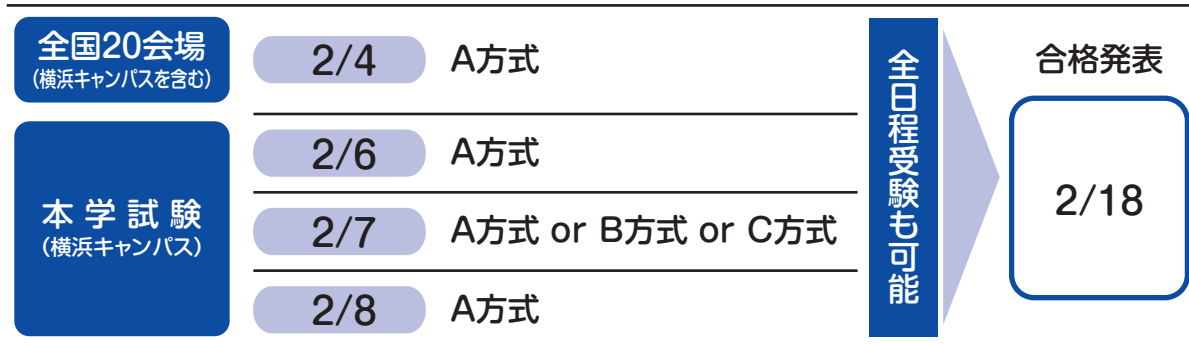 全国20会場
(横浜キャンパスを含む)
2/4 A方式
本学試験
(横浜キャンパス)
2/6 A方式
2/7 A方式 or B方式 or C方式
2/8 A方式
全日程受験も可能
合格発表
2/18